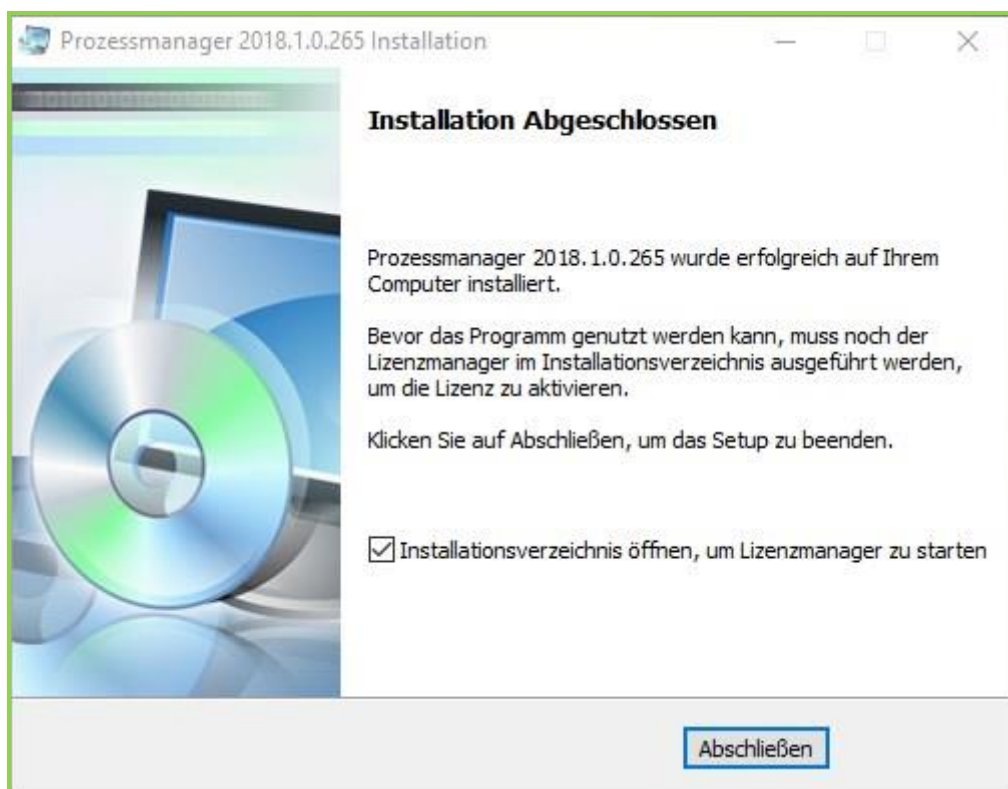 Prozessmanager 2018.1.0.265 Installation
Installation Abgeschlossen
Prozessmanager 2018.1.0.265 wurde erfolgreich auf Ihrem
Computer installiert.
Bevor das Programm genutzt werden kann, muss noch der
Lizenzmanager im Installationsverzeichnis ausgeführt werden,
um die Lizenz zu aktivieren.
Klicken Sie auf Abschließen, um das Setup zu beenden.
Installationsverzeichnis öffnen, um Lizenzmanager zu starten
Abschließen